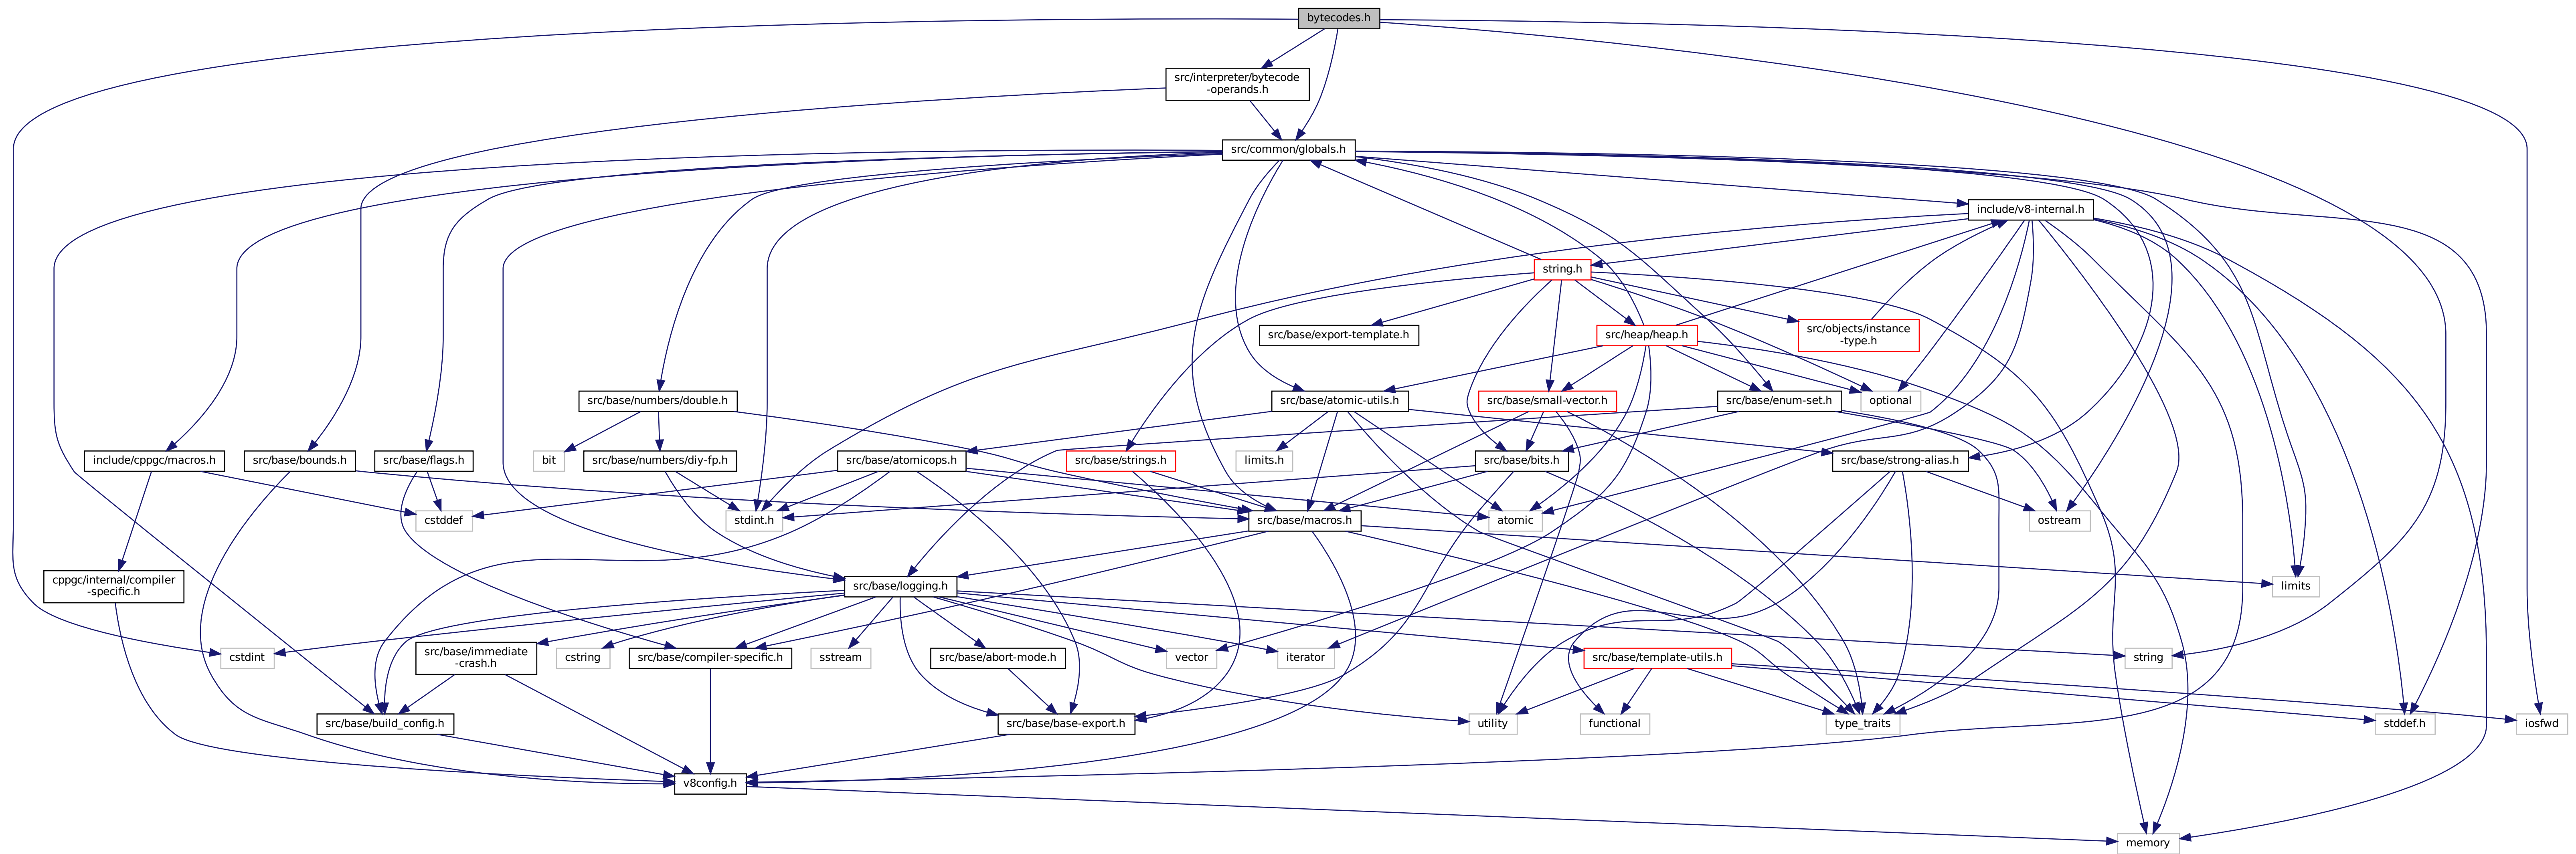 bytecodes.h
src/interpreter/bytecode
-operands.h
src/common/globals.h
include/v8-internal.h
string.h
src/base/export-template.h
src/heap/heap.h
src/objects/instance
-type.h
src/base/numbers/double.h
src/base/atomic-utils.h
src/base/small-vector.h
src/base/enum-set.h
optional
include/cppgc/macros.h
src/base/bounds.h
src/base/flags.h
bit
src/base/numbers/diy-fp.h
src/base/atomicops.h
src/base/strings.h
limits.h
src/base/bits.h
src/base/strong-alias.h
cstddef
stdint.h
src/base/macros.h
atomic
ostream
cppgc/internal/compiler
-specific.h
src/base/logging.h
limits
cstdint
src/base/immediate
-crash.h
cstring
src/base/compiler-specific.h
sstream
src/base/abort-mode.h
vector
iterator
src/base/template-utils.h
string
src/base/build_config.h
src/base/base-export.h
utility
functional
type_traits
stddef.h
iosfwd
v8config.h
memory